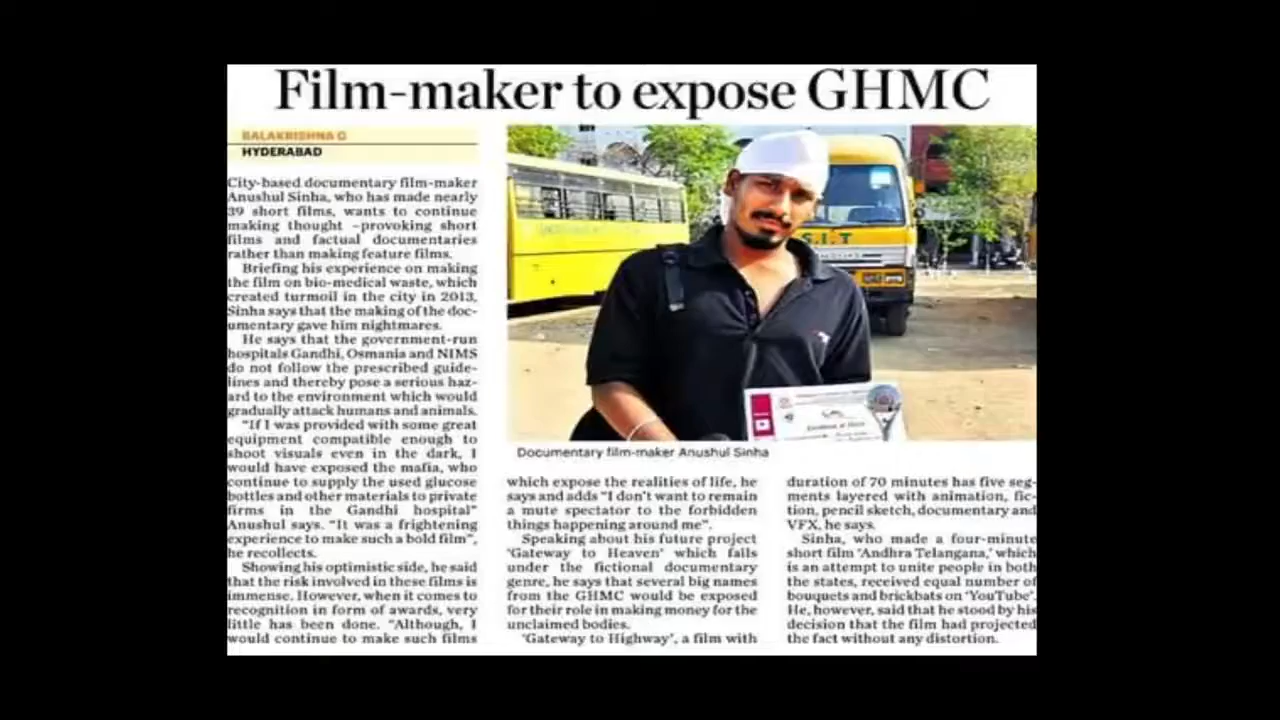 Film-maker to expose GHMC
BALAKRISHNA G
HYDERABAD
City-based documentary film-maker
Anushul Sinha, who has made nearly
39 short films, wants to continue
making thought –provoking short
films and factual documentaries
rather than making feature films.
Briefing his experience on making
the film on bio-medical waste, which
created turmoil in the city in 2013,
Sinha says that the making of the doc-
umentary gave him nightmares.
He says that the government-run
hospitals Gandhi, Osmania and NIMS
do not follow the prescribed guide-
lines and thereby pose a serious haz-
ard to the environment which would
gradually attack humans and animals.
"If I was provided with some great
equipment compatible enough to
shoot visuals even in the dark, I
would have exposed the mafia, who
continue to supply the used glucose
bottles and other materials to private
firms in the Gandhi hospital"
Anushul says. "It was a frightening
experience to make such a bold film",
he recollects.
Showing his optimistic side, he said
that the risk involved in these films is
immense. However, when it comes to
recognition in form of awards, very
little has been done. "Although, I
would continue to make such films
S.I.T
Documentary film-maker Anushul Sinha
which expose the realities of life, he
says and adds "I don't want to remain
a mute spectator to the forbidden
things happening around me".
Speaking about his future project
'Gateway to Heaven' which falls
under the fictional documentary
genre, he says that several big names
from the GHMC would be exposed
for their role in making money for the
unclaimed bodies.
'Gateway to Highway', a film with
duration of 70 minutes has five seg-
ments layered with animation, fic-
tion, pencil sketch, documentary and
VFX, he says.
Sinha, who made a four-minute
short film 'Andhra Telangana,' which
is an attempt to unite people in both
the states, received equal number of
bouquets and brickbats on 'YouTube'.
He, however, said that he stood by his
decision that the film had projected
the fact without any distortion.